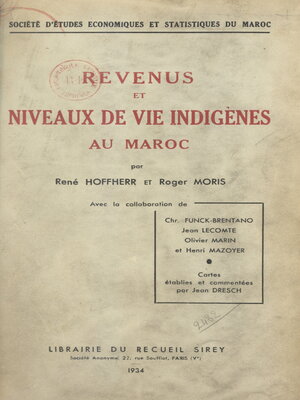 SOCIÉTÉ D'ÉTUDES ECONOMIQUES ET STATISTIQUES DU MAROC
REVENUS
ET
NIVEAUX DE VIE INDIGÈNES
AU MAROC
par
René HOFFHERR ET Roger MORIS
Avec la collaboration de
Chr. FUNCK-BRENTANO
Jean LECOMTE
Olivier MARIN
et Henri MAZOYER
Cartes
établies et commentées
par Jean DRESCH
LIBRAIRIE DU RECUEIL SIREY
Société Anonyme 22, rue Soufflot, PARIS (Vᵉ)
1934